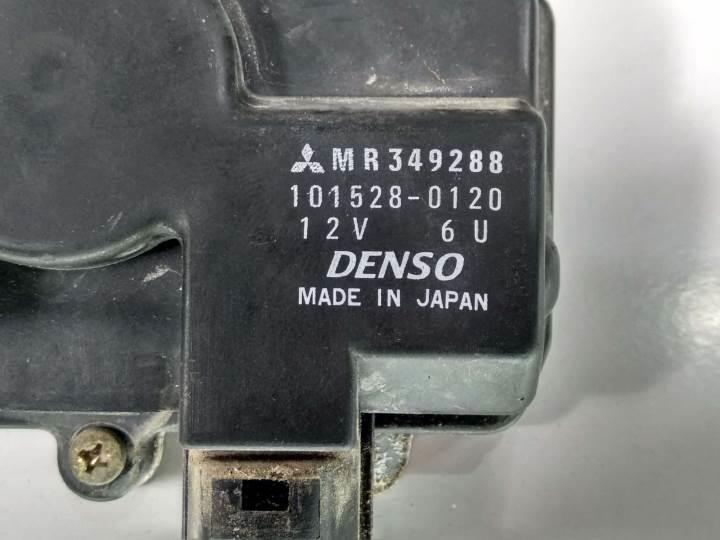 MR349288
101528-0120
12V 6U
DENSO
MADE IN JAPAN